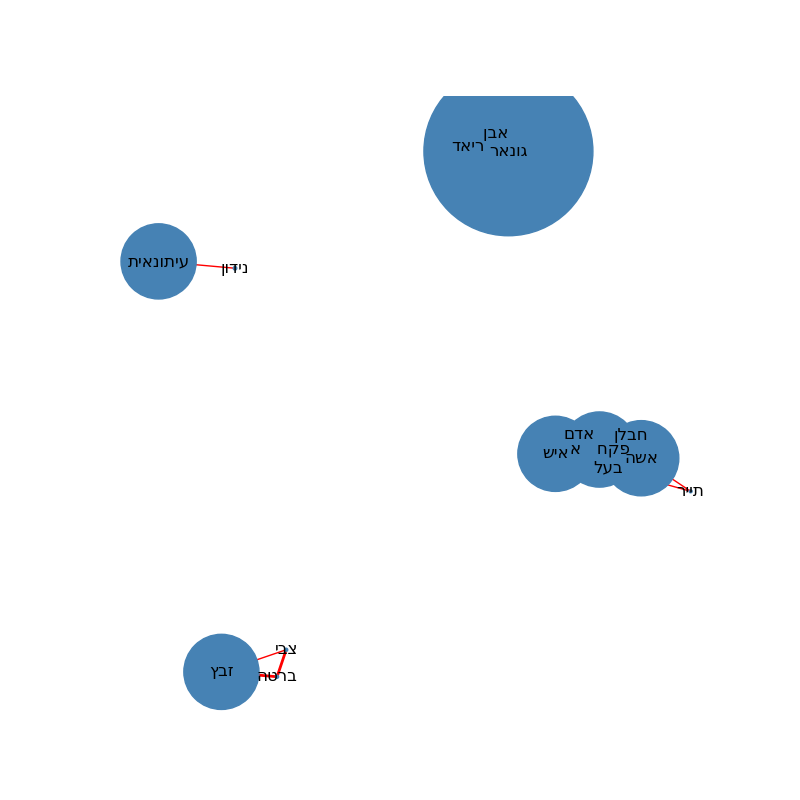 אבן
ריאד
גונאר
עיתונאית
נידון
אדם
חבלן
א
פקח
איש
אשה
בעל
תייר
צבי
זבץ
ברטה